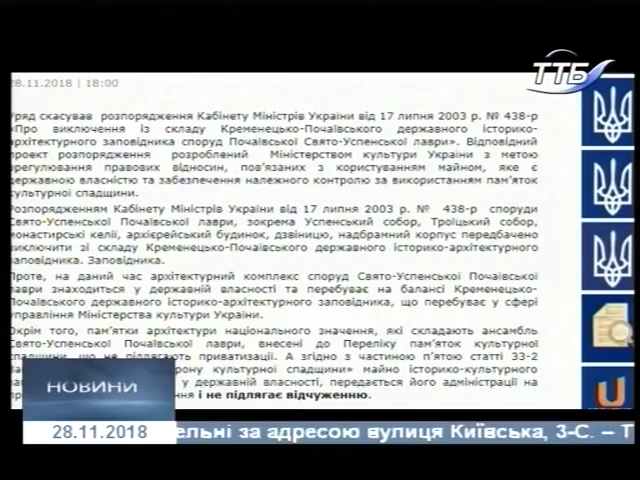 28.11.2018 | 18:00
ТТБ
Уряд скасував розпорядження Кабінету Міністрів України від 17 липня 2003 р. № 438-р
«Про виключення із складу Кременецько-Почаївського державного історико-
архітектурного заповідника споруд Почаївської Свято-Успенської лаври». Відповідний
проект розпорядження розроблений Міністерством культури України з метою
врегулювання правових відносин, пов'язаних з користуванням майном, яке є
державною власністю та забезпечення належного контролю за використанням пам'яток
культурної спадщини.
Розпорядженням Кабінету Міністрів України від 17 липня 2003 р. № 438-р споруди
Свято-Успенської Почаївської лаври, зокрема Успенський собор, Троїцький собор,
монастирські келії, архієрейський будинок, дзвіницю, надбрамний корпус передбачено
виключити зі складу Кременецько-Почаївського державного історико-архітектурного
заповідника. Заповідника.
Проте, на даний час архітектурний комплекс споруд Свято-Успенської Почаївської
лаври знаходиться у державній власності та перебуває на балансі Кременецько-
Почаївського державного історико-архітектурного заповідника, що перебуває у сфері
управління Міністерства культури України.
Окрім того, пам'ятки архітектури національного значення, які складають ансамбль
Свято-Успенської Почаївської лаври, внесені до Переліку пам'яток культурної
спадщини, що не підлягають приватизації. А згідно з частиною п'ятою статті 33-2
орону культурної спадщини» майно історико-культурного
у державній власності, передається його адміністрації на
ння і не підлягає відчуженню.
НОВИНИ
28.11.2018 ельні за адресою вулиця Київська, 3-С. – Т